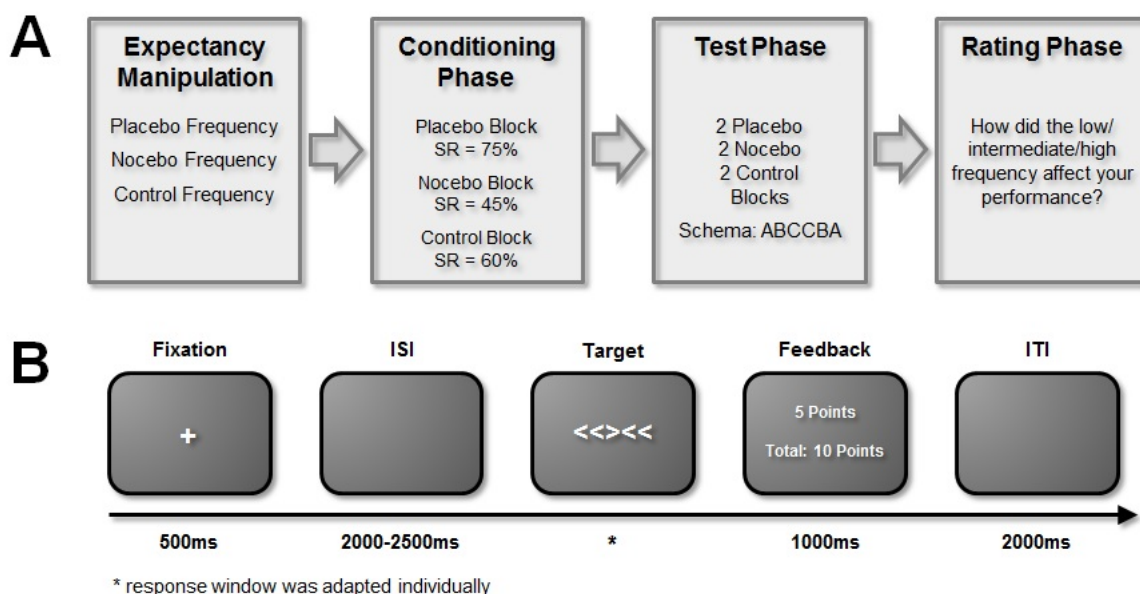 A
Expectancy
Manipulation
Placebo Frequency
Nocebo Frequency
Control Frequency
Conditioning
Phase
Placebo Block
SR = 75%
Nocebo Block
SR = 45%
Control Block
SR = 60%
Test Phase
2 Placebo
2 Nocebo
2 Control
Blocks
Schema: ABCCBA
Rating Phase
How did the low/
intermediate/high
frequency affect your
performance?
B
Fixation
ISI
Target
Feedback
ITI
+
<<><<
5 Points
Total: 10 Points
500ms
2000-2500ms
*
1000ms
2000ms
* response window was adapted individually